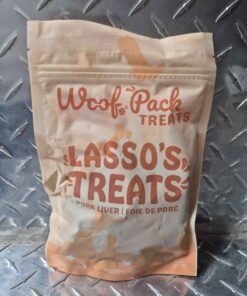 Woof Pack
TREATS
LASSO'S
TREATS
PORK LIVER | FOIE DE PORC